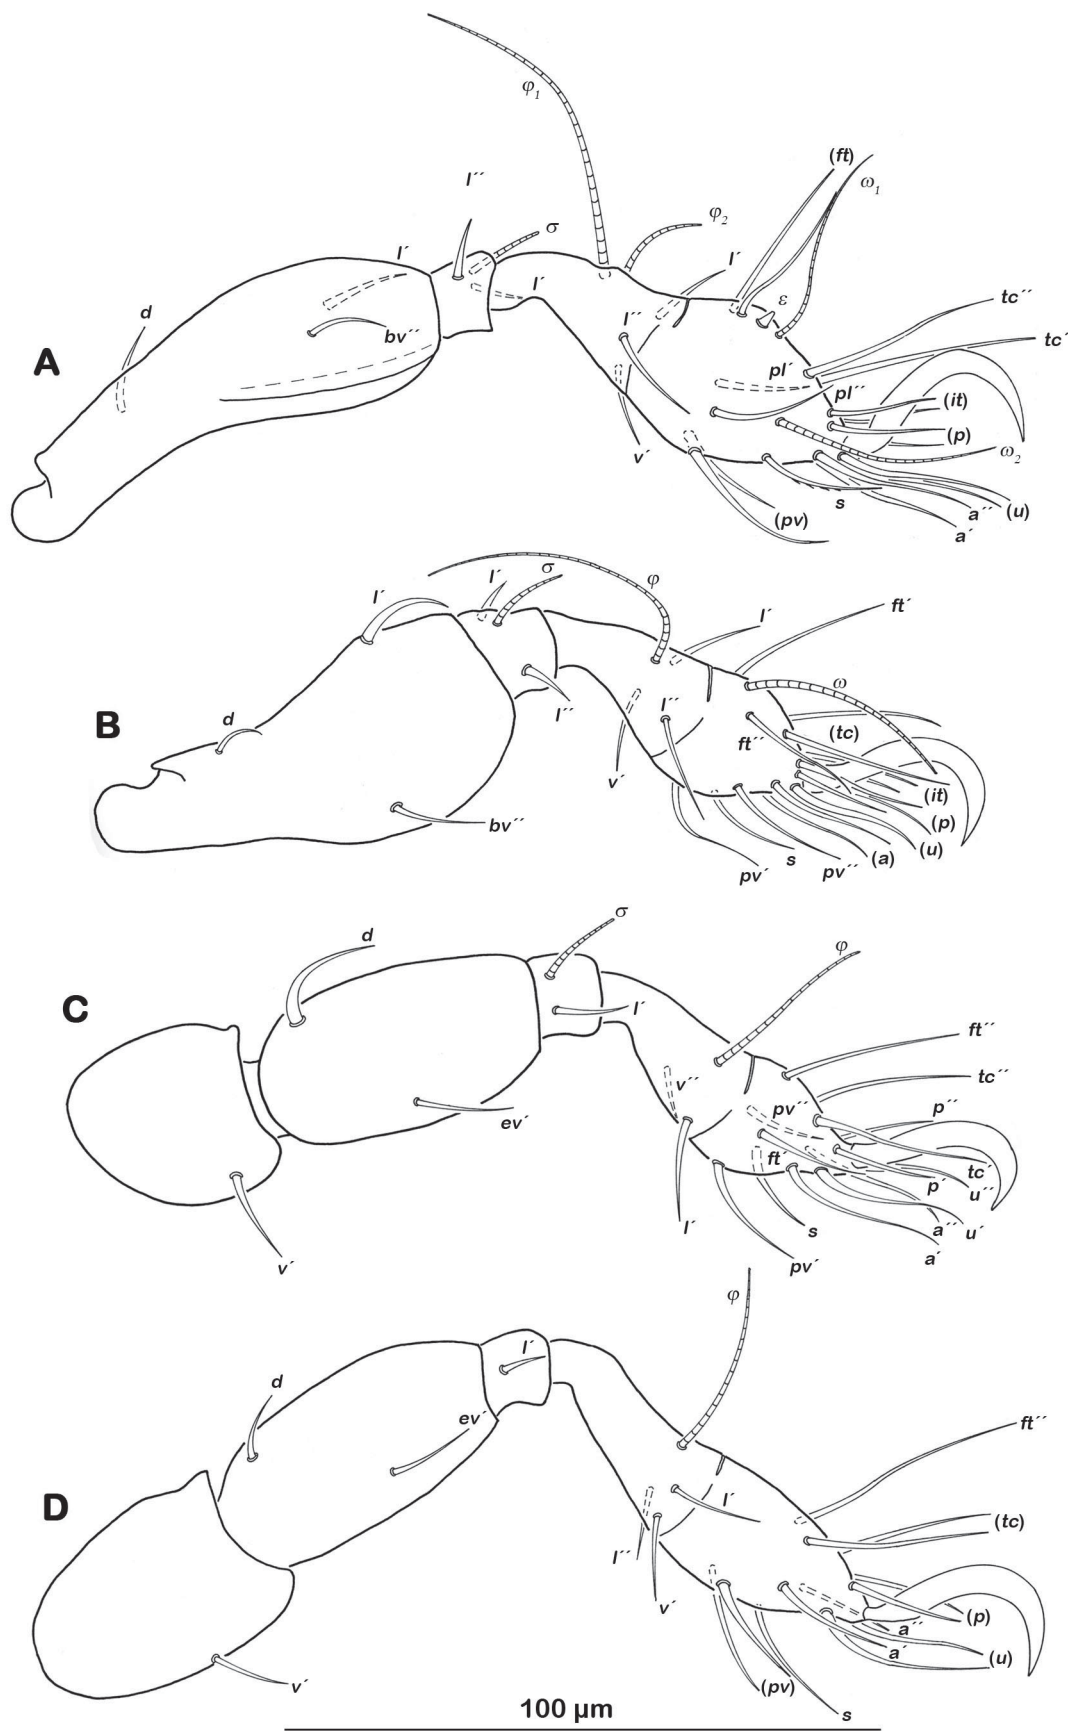 φ1
(ft)
ω1
l´´
φ2
σ
l´
l´
l´
ε
tc´´
d
l´´
bv´´
tc´
A
pl´
pl´´
(it)
(p)
v´
ω2
s
(pv)
a´´
(u)
a´
l´
l´
σ
φ
l´
ft´
B
d
ω
l´´
l´´
ft´´
(tc)
v´
(it)
bv´´
(p)
pv´
s
pv´´
(a)
(u)
σ
d
φ
C
l´
ft´´
v´´
tc´´
pv´´
p´´
ev´
ft´
tc´
p´
u´´
l´
s
a´´
u´
v´
pv´
a´
φ
l´
d
ev´
ft´´
D
l´
(tc)
l´´
v´
a´´
(p)
a´
(u)
v´
(pv)
s
100 µm